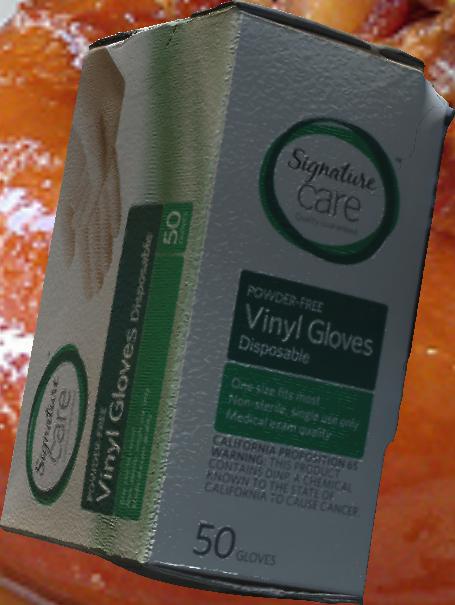 Signature
care
Quality Guaranteed
POWDER-FREE
Vinyl Gloves
Disposable
One size fits most
Non-sterile, single use only
Medical exam quality
CALIFORNIA PROPOSITION 65
WARNING: THIS PRODUCT
CONTAINS DINP, A CHEMICAL
KNOWN TO THE STATE OF
CALIFORNIA TO CAUSE CANCER.
50 GLOVES
Signature
care
POWDER-FREE
Vinyl Gloves Disposable
50